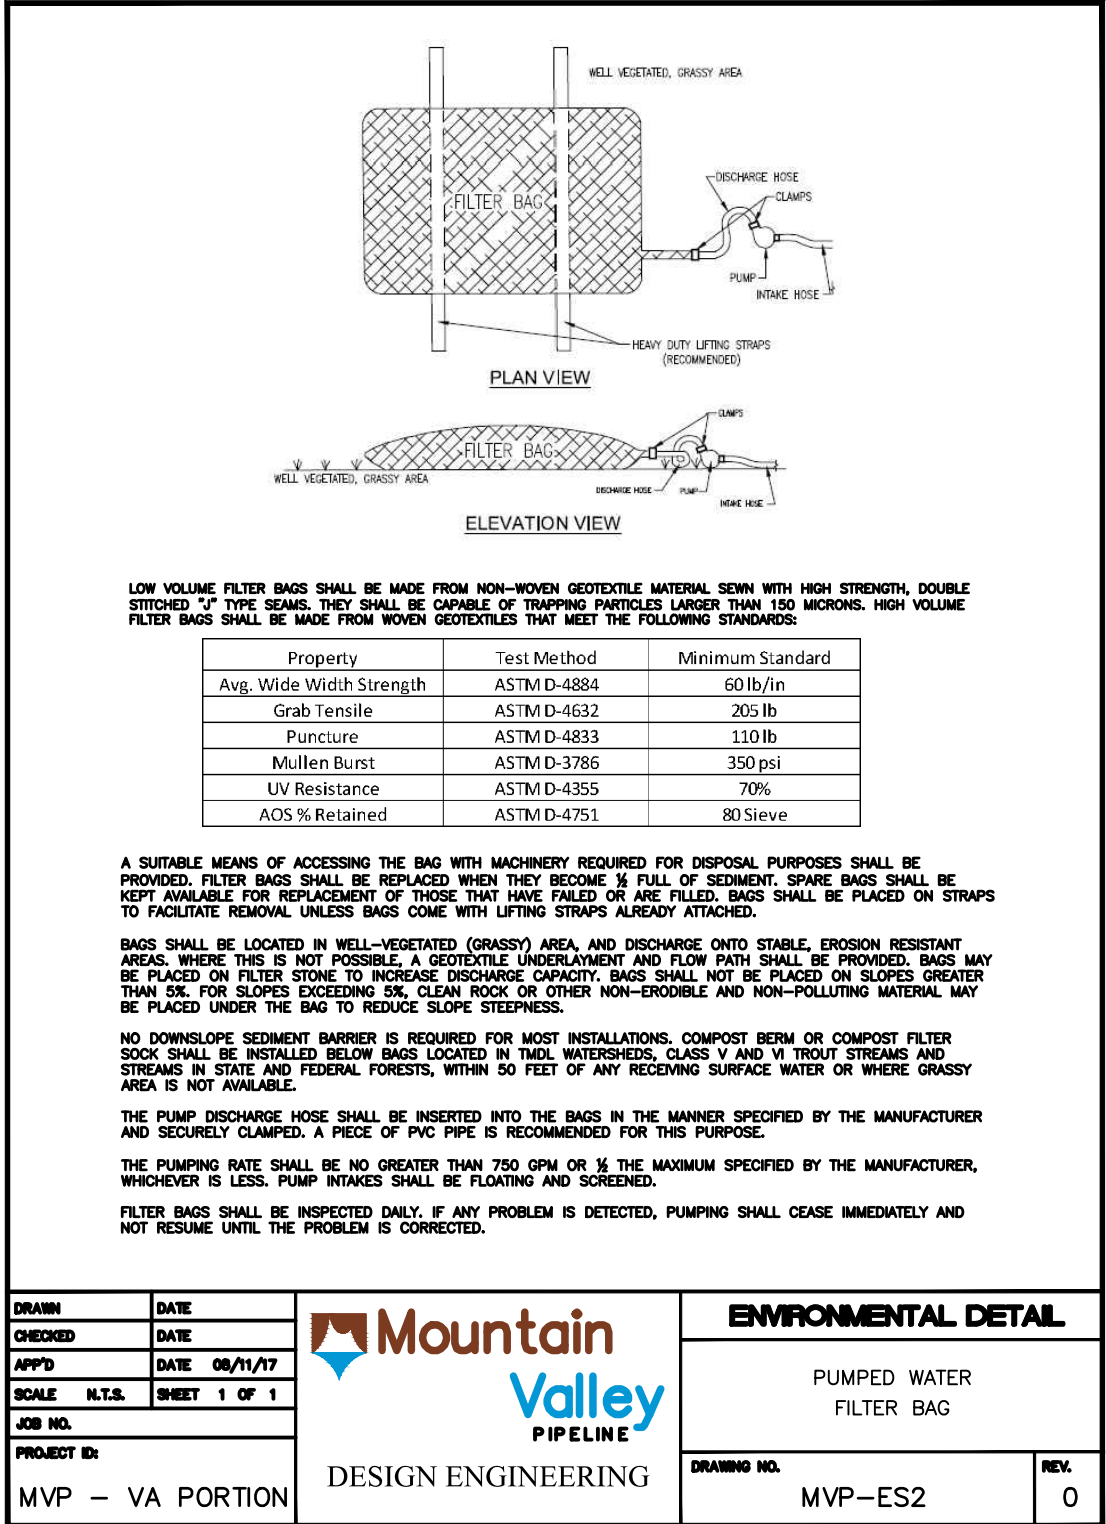 WELL VEGETATED, GRASSY AREA
DISCHARGE HOSE
CLAMPS
FILTER BAG
PUMP
INTAKE HOSE
HEAVY DUTY LIFTING STRAPS
(RECOMMENDED)
PLAN VIEW
CLAMPS
FILTER BAG
WELL VEGETATED, GRASSY AREA
DISCHARGE HOSE
PUMP
INTAKE HOSE
ELEVATION VIEW
LOW VOLUME FILTER BAGS SHALL BE MADE FROM NON-WOVEN GEOTEXTILE MATERIAL SEWN WITH HIGH STRENGTH, DOUBLE
STITCHED "J" TYPE SEAMS. THEY SHALL BE CAPABLE OF TRAPPING PARTICLES LARGER THAN 150 MICRONS. HIGH VOLUME
FILTER BAGS SHALL BE MADE FROM WOVEN GEOTEXTILES THAT MEET THE FOLLOWING STANDARDS:
Property Test Method Minimum Standard
Avg. Wide Width Strength ASTM D-4884 60 lb/in
Grab Tensile ASTM D-4632 205 lb
Puncture ASTM D-4833 110 lb
Mullen Burst ASTM D-3786 350 psi
UV Resistance ASTM D-4355 70%
AOS % Retained ASTM D-4751 80 Sieve
A SUITABLE MEANS OF ACCESSING THE BAG WITH MACHINERY REQUIRED FOR DISPOSAL PURPOSES SHALL BE
PROVIDED. FILTER BAGS SHALL BE REPLACED WHEN THEY BECOME ½ FULL OF SEDIMENT. SPARE BAGS SHALL BE
KEPT AVAILABLE FOR REPLACEMENT OF THOSE THAT HAVE FAILED OR ARE FILLED. BAGS SHALL BE PLACED ON STRAPS
TO FACILITATE REMOVAL UNLESS BAGS COME WITH LIFTING STRAPS ALREADY ATTACHED.
BAGS SHALL BE LOCATED IN WELL-VEGETATED (GRASSY) AREA, AND DISCHARGE ONTO STABLE, EROSION RESISTANT
AREAS. WHERE THIS IS NOT POSSIBLE, A GEOTEXTILE UNDERLAYMENT AND FLOW PATH SHALL BE PROVIDED. BAGS MAY
BE PLACED ON FILTER STONE TO INCREASE DISCHARGE CAPACITY. BAGS SHALL NOT BE PLACED ON SLOPES GREATER
THAN 5%. FOR SLOPES EXCEEDING 5%, CLEAN ROCK OR OTHER NON-ERODIBLE AND NON-POLLUTING MATERIAL MAY
BE PLACED UNDER THE BAG TO REDUCE SLOPE STEEPNESS.
NO DOWNSLOPE SEDIMENT BARRIER IS REQUIRED FOR MOST INSTALLATIONS. COMPOST BERM OR COMPOST FILTER
SOCK SHALL BE INSTALLED BELOW BAGS LOCATED IN TMDL WATERSHEDS, CLASS V AND VI TROUT STREAMS AND
STREAMS IN STATE AND FEDERAL FORESTS, WITHIN 50 FEET OF ANY RECEIVING SURFACE WATER OR WHERE GRASSY
AREA IS NOT AVAILABLE.
THE PUMP DISCHARGE HOSE SHALL BE INSERTED INTO THE BAGS IN THE MANNER SPECIFIED BY THE MANUFACTURER
AND SECURELY CLAMPED. A PIECE OF PVC PIPE IS RECOMMENDED FOR THIS PURPOSE.
THE PUMPING RATE SHALL BE NO GREATER THAN 750 GPM OR ½ THE MAXIMUM SPECIFIED BY THE MANUFACTURER,
WHICHEVER IS LESS. PUMP INTAKES SHALL BE FLOATING AND SCREENED.
FILTER BAGS SHALL BE INSPECTED DAILY. IF ANY PROBLEM IS DETECTED, PUMPING SHALL CEASE IMMEDIATELY AND
NOT RESUME UNTIL THE PROBLEM IS CORRECTED.
DRAWN DATE
CHECKED DATE
APP'D DATE 08/11/17
SCALE N.T.S. SHEET 1 OF 1
JOB NO.
PROJECT ID:
MVP - VA PORTION
Mountain
Valley
PIPELINE
DESIGN ENGINEERING
ENVIRONMENTAL DETAIL
PUMPED WATER
FILTER BAG
DRAWING NO. REV.
MVP-ES2 0